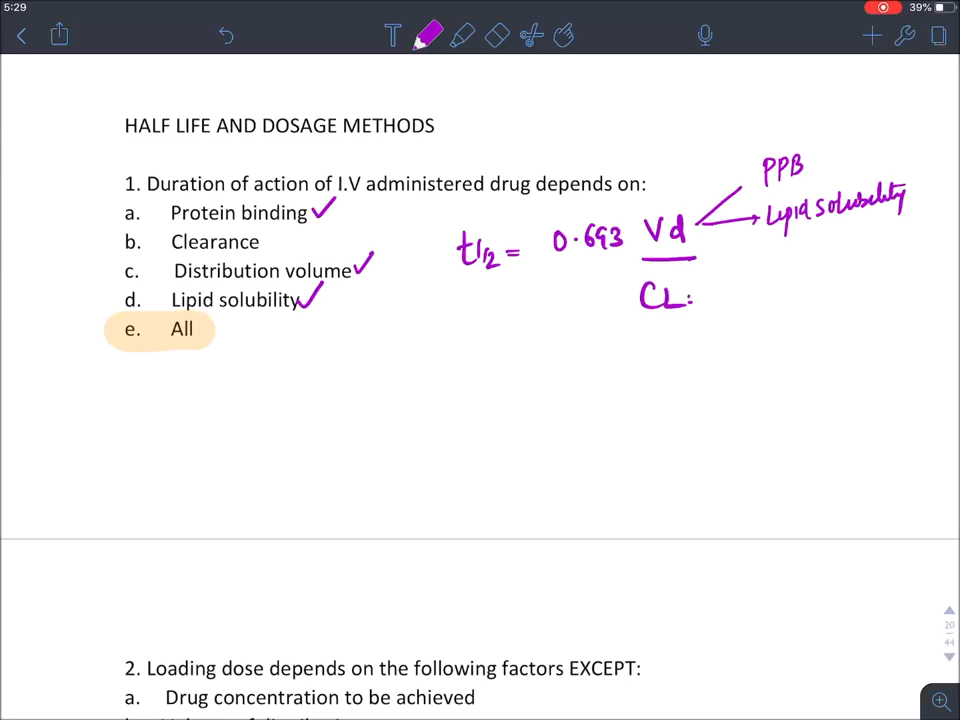 5:29
39%
T
HALF LIFE AND DOSAGE METHODS
1. Duration of action of I.V administered drug depends on:
a. Protein binding
b. Clearance
c. Distribution volume
d. Lipid solubility
e. All
t1/2 = 0.693 Vd
CL
PPB
Lipid solubility
20
44
2. Loading dose depends on the following factors EXCEPT:
a. Drug concentration to be achieved